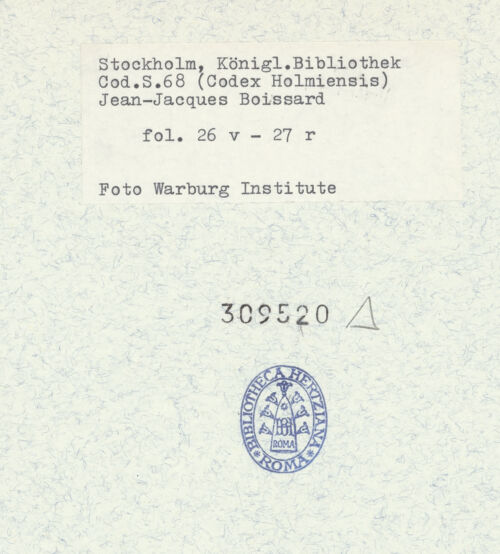 Stockholm, Königl.Bibliothek
Cod.S.68 (Codex Holmiensis)
Jean-Jacques Boissard
fol. 26 v - 27 r
Foto Warburg Institute
309520
BIBLIOTHECA HERTZIANA
ROMA
* ROMA *